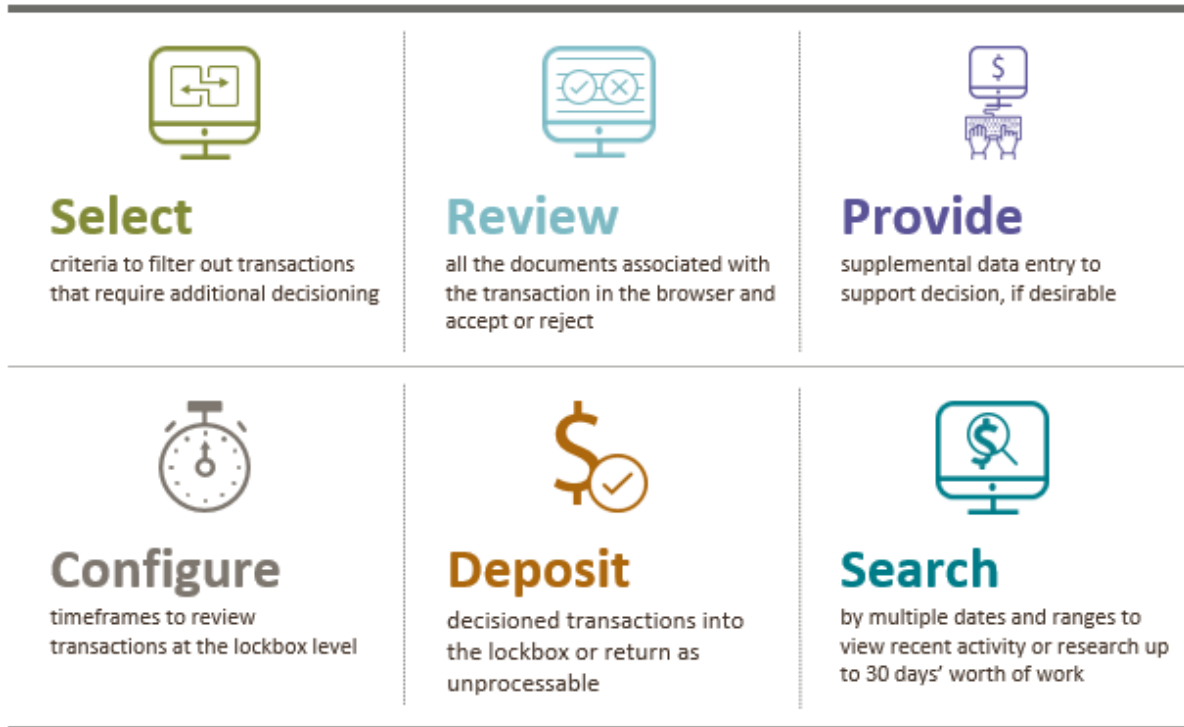 Select
criteria to filter out transactions
that require additional decisioning
Review
all the documents associated with
the transaction in the browser and
accept or reject
$
Provide
supplemental data entry to
support decision, if desirable
Configure
timeframes to review
transactions at the lockbox level
$
Deposit
decisioned transactions into
the lockbox or return as
unprocessable
$
Search
by multiple dates and ranges to
view recent activity or research up
to 30 days’ worth of work